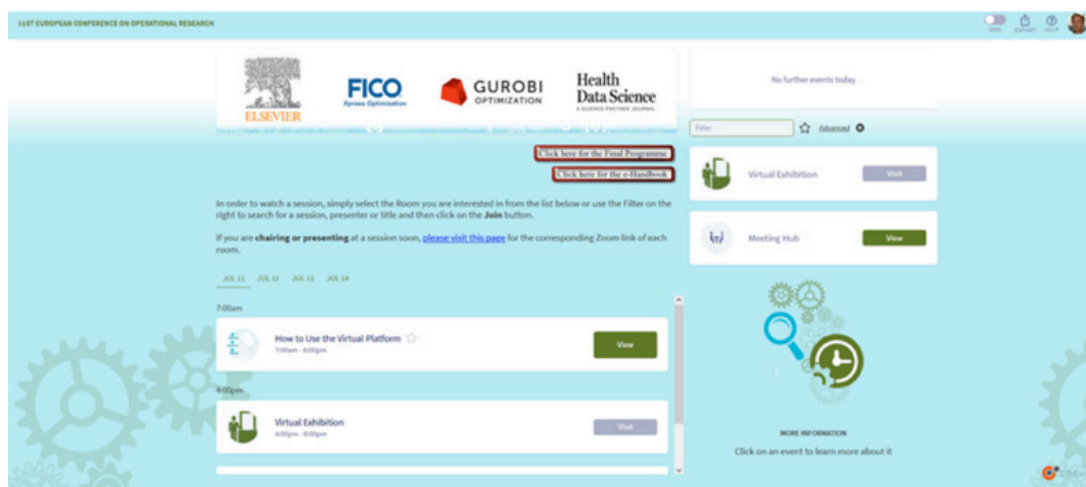 31ST EUROPEAN CONFERENCE ON OPERATIONAL RESEARCH
EXPORT
HELP
ELSEVIER
FICO
Xpress Optimization
GUROBI
OPTIMIZATION
Health
Data Science
A SCIENCE PARTNER JOURNAL
Click here for the Final Programme
Click here for the e-Handbook
In order to watch a session, simply select the Room you are interested in from the list below or use the Filter on the
right to search for a session, presenter or title and then click on the Join button.
If you are chairing or presenting at a session soon, please visit this page for the corresponding Zoom link of each
room.
JUL 11 JUL 12 JUL 13 JUL 14
7:00am
How to Use the Virtual Platform
7:00am - 8:00pm
View
4:00pm
Virtual Exhibition
4:00pm - 8:00pm
Visit
No further events today
Filter
Advanced
Virtual Exhibition
Visit
Meeting Hub
View
MORE INFORMATION
Click on an event to learn more about it